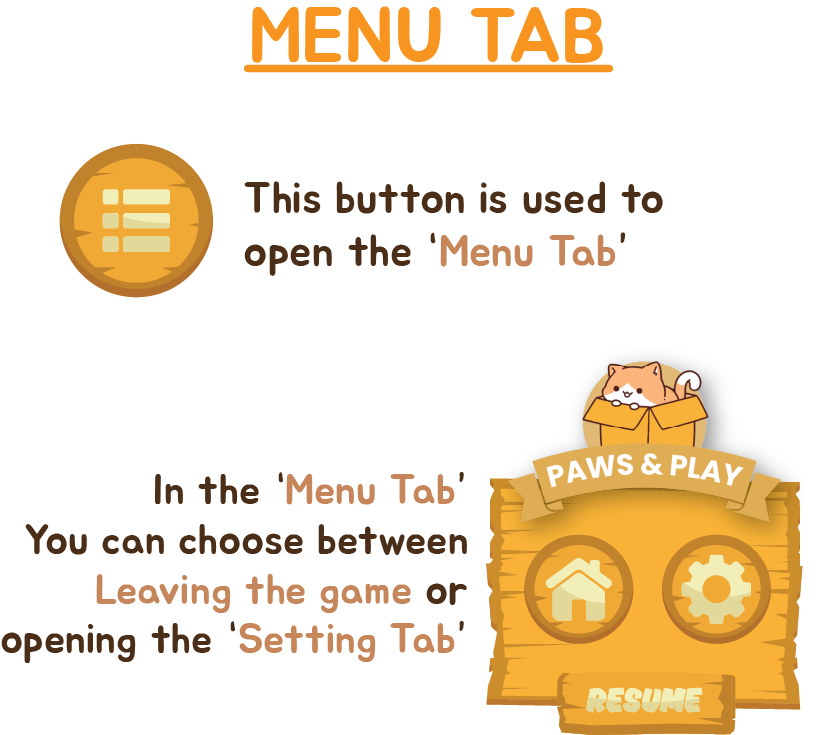 MENU TAB
This button is used to
open the ‘Menu Tab’
PAWS & PLAY
In the ‘Menu Tab’
You can choose between
Leaving the game or
opening the ‘Setting Tab’
RESUME